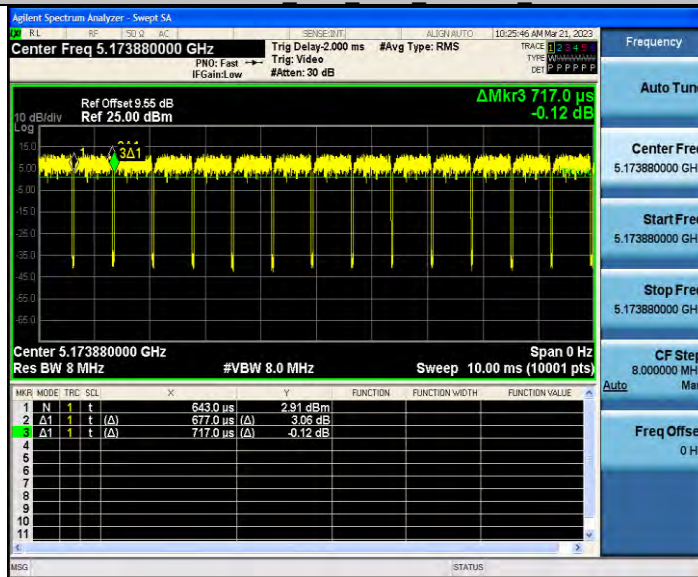 Agilent Spectrum Analyzer - Swept SA
RL RF 50 Ω AC SENSE:INT ALIGN AUTO 10:25:46 AM Mar 21, 2023
Center Freq 5.173880000 GHz
PNO: Fast
IFGain:Low
Trig Delay-2.000 ms
Trig: Video
#Atten: 30 dB
#Avg Type: RMS
TRACE 1 2 3 4 5 6
TYPE W
DET P P P P P P
Ref Offset 9.55 dB
Ref 25.00 dBm
10 dB/div
Log
ΔMkr3 717.0 µs
-0.12 dB
15.0
5.00
-5.00
-15.0
-25.0
-35.0
-45.0
-55.0
-65.0
1
3Δ1
Center 5.173880000 GHz
Span 0 Hz
Res BW 8 MHz
#VBW 8.0 MHz
Sweep 10.00 ms (10001 pts)
MKR MODE TRC SCL X Y FUNCTION FUNCTION WIDTH FUNCTION VALUE
1 N 1 t 643.0 µs 2.91 dBm
2 Δ1 1 t (Δ) 677.0 µs (Δ) 3.06 dB
3 Δ1 1 t (Δ) 717.0 µs (Δ) -0.12 dB
4
5
6
7
8
9
10
11
MSG
STATUS
Frequency
Auto Tun
Center Fre
5.173880000 GH
Start Fre
5.173880000 GH
Stop Fre
5.173880000 GH
CF Step
8.000000 MH
Auto Ma
Freq Offse
0 H